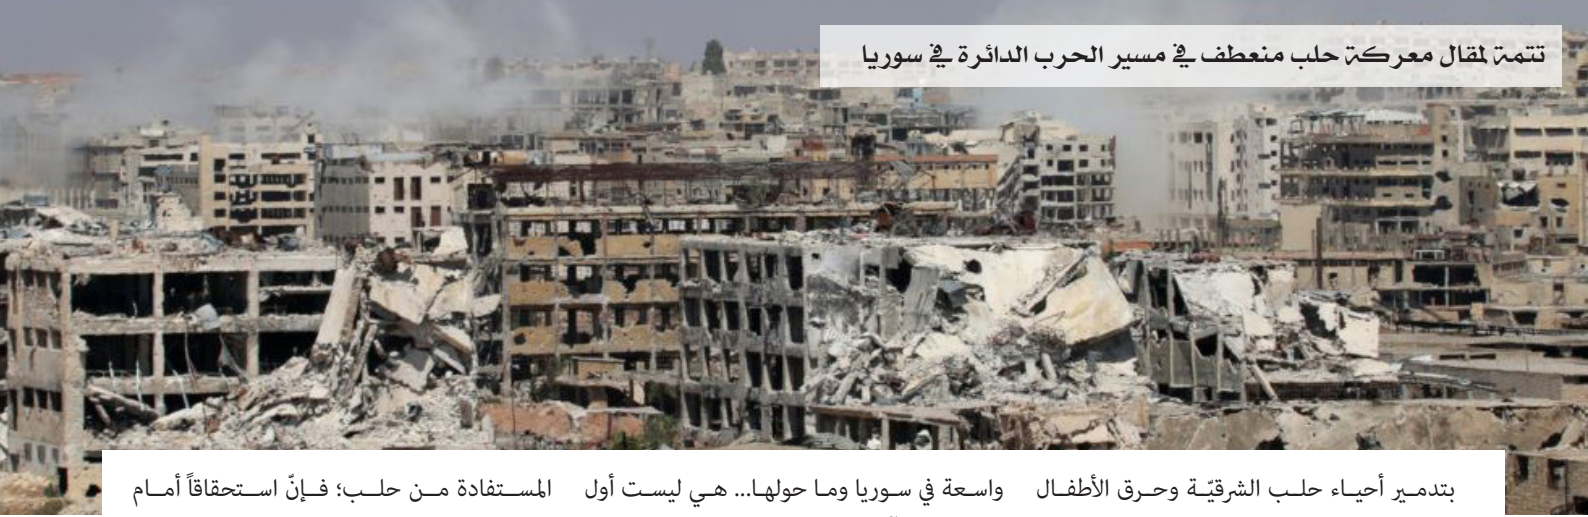 تتمة لمقال معركة حلب منعطف في مسير الحرب الدائرة في سوريا
بتدمير أحياء حلب الشرقيّة وحرق الأطفال
واسعة في سوريا وما حولها... هي ليست أول
المستفادة من حلب؛ فإنّ استحقاقاً أمام